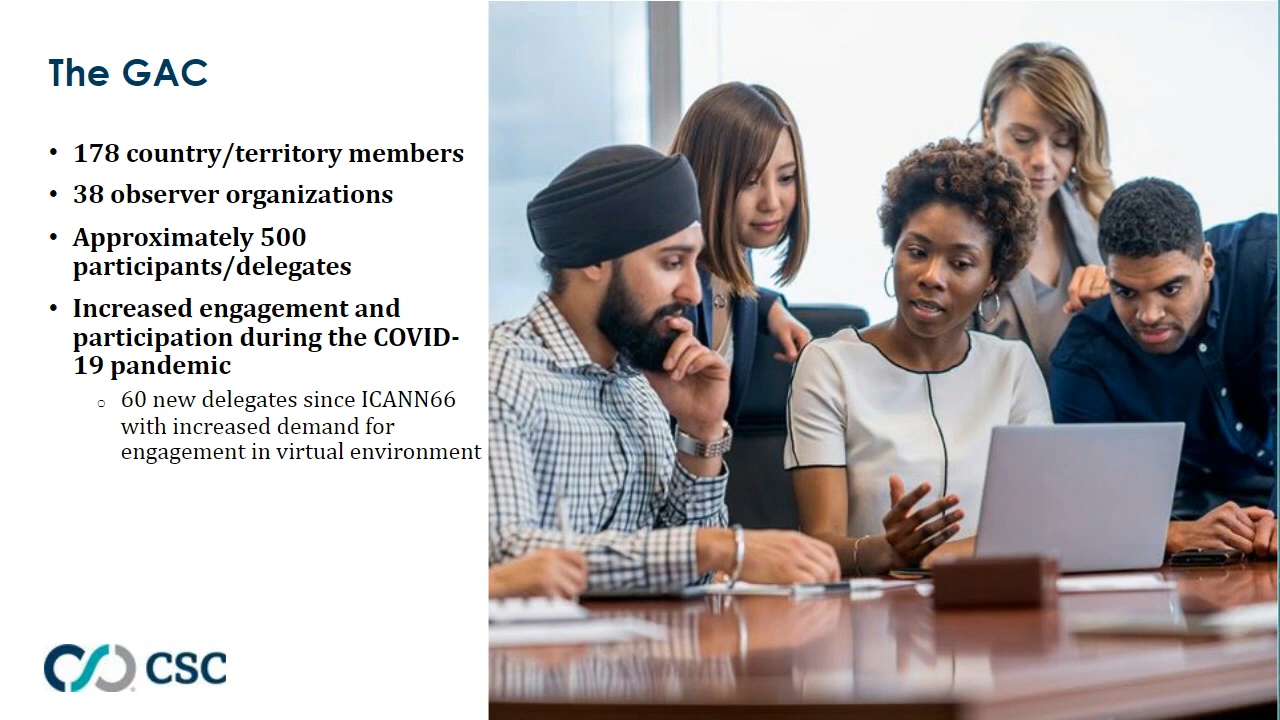 The GAC
• 178 country/territory members
• 38 observer organizations
• Approximately 500
participants/delegates
• Increased engagement and
participation during the COVID-
19 pandemic
○ 60 new delegates since ICANN66
with increased demand for
engagement in virtual environment
CSC